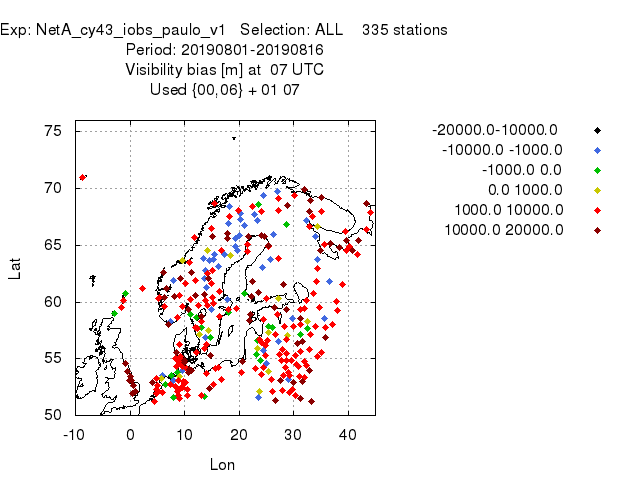 Exp: NetA_cy43_iobs_paulo_v1 Selection: ALL 335 stations
Period: 20190801-20190816
Visibility bias [m] at 07 UTC
Used {00,06} + 01 07
-20000.0-10000.0
-10000.0 -1000.0
-1000.0 0.0
0.0 1000.0
1000.0 10000.0
10000.0 20000.0
75
70
65
60
55
50
Lat
-10 0 10 20 30 40
Lon